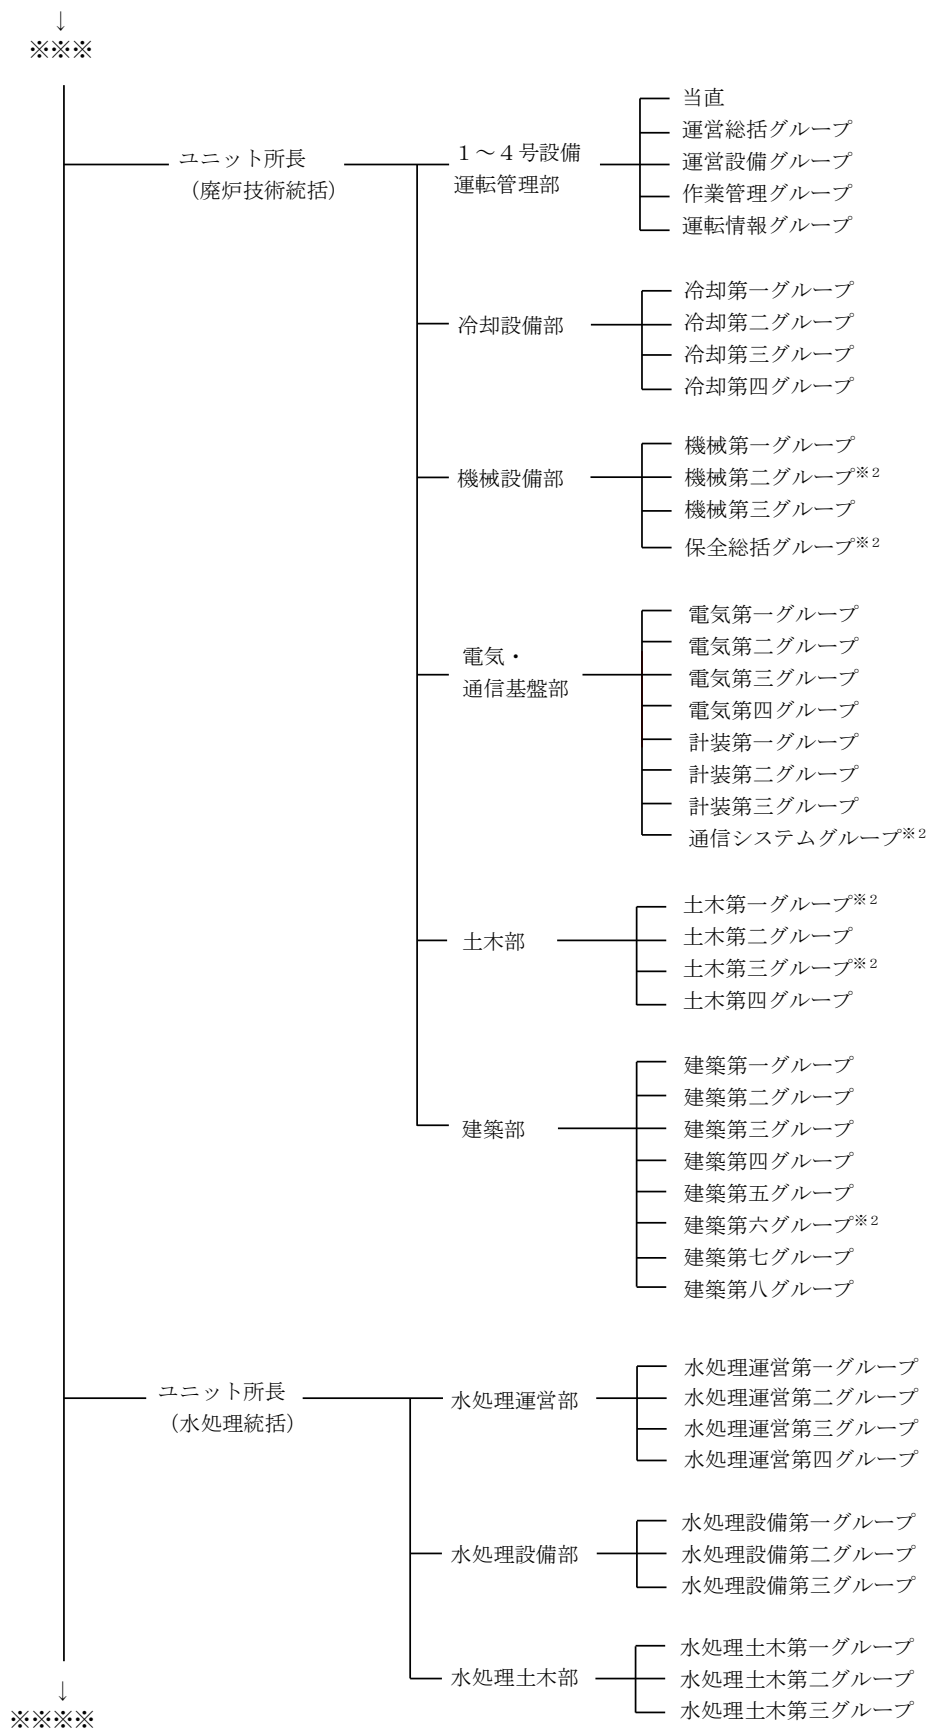 ↓
※※※
ユニット所長
（廃炉技術統括）
１～４号設備
運転管理部
当直
運営総括グループ
運営設備グループ
作業管理グループ
運転情報グループ
冷却設備部
冷却第一グループ
冷却第二グループ
冷却第三グループ
冷却第四グループ
機械設備部
機械第一グループ
機械第二グループ※２
機械第三グループ
保全総括グループ※２
電気・
通信基盤部
電気第一グループ
電気第二グループ
電気第三グループ
電気第四グループ
計装第一グループ
計装第二グループ
計装第三グループ
通信システムグループ※２
土木部
土木第一グループ※２
土木第二グループ
土木第三グループ※２
土木第四グループ
建築部
建築第一グループ
建築第二グループ
建築第三グループ
建築第四グループ
建築第五グループ
建築第六グループ※２
建築第七グループ
建築第八グループ
ユニット所長
（水処理統括）
水処理運営部
水処理運営第一グループ
水処理運営第二グループ
水処理運営第三グループ
水処理運営第四グループ
水処理設備部
水処理設備第一グループ
水処理設備第二グループ
水処理設備第三グループ
水処理土木部
水処理土木第一グループ
水処理土木第二グループ
水処理土木第三グループ
↓
※※※※